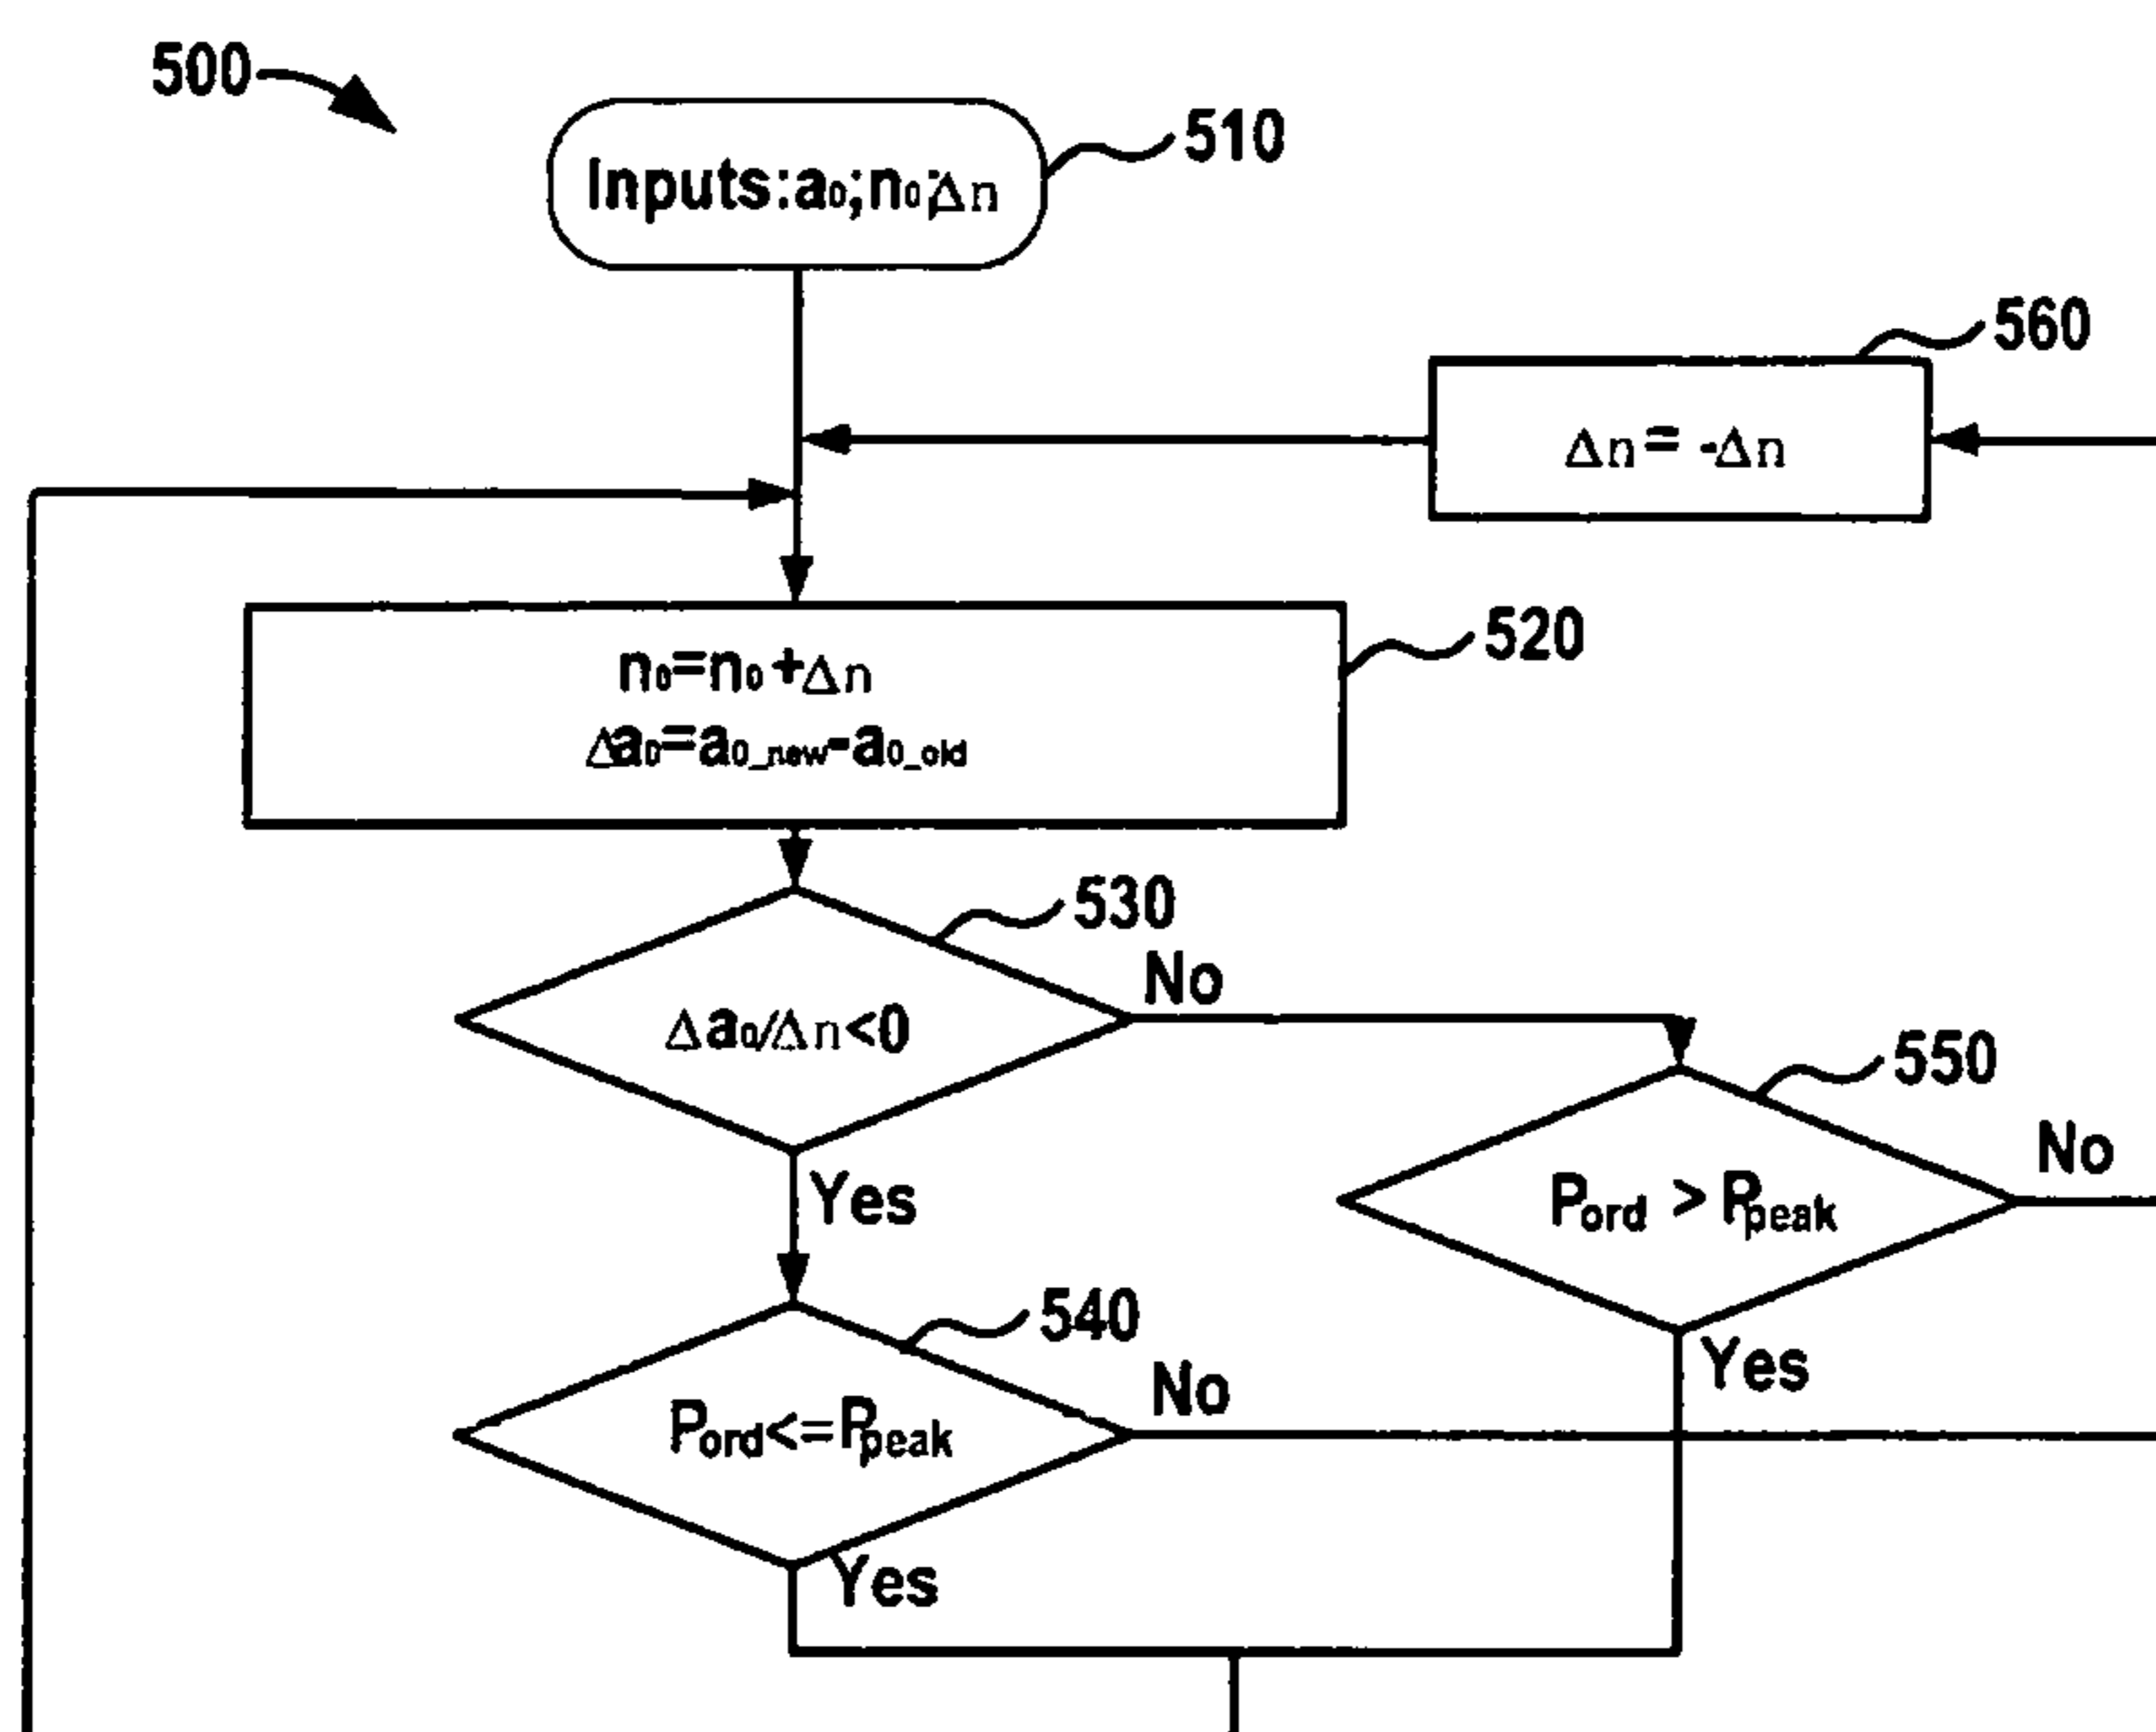 500
Inputs:a₀;n₀;Δn
510
560
Δn= -Δn
n₀=n₀+Δn
Δa₀=a₀_new-a₀_old
520
530
Δa₀/Δn<0
No
550
Yes
P_ord > P_peak
No
540
P_ord<=P_peak
No
Yes
Yes